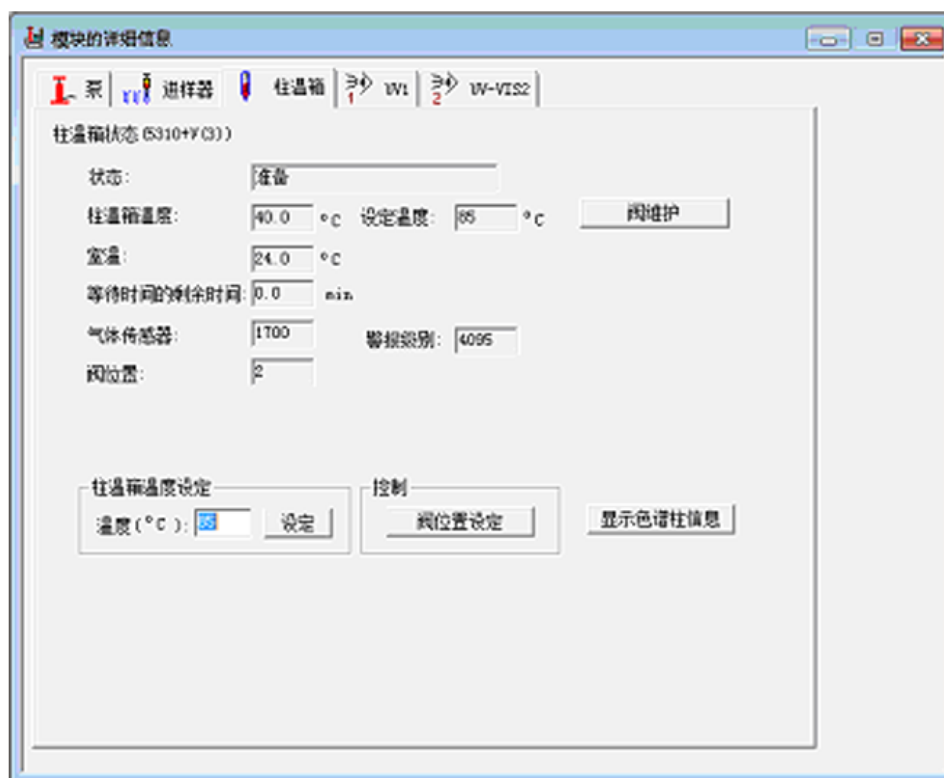 模块的详细信息
泵 进样器 柱温箱 1 UV1 2 UV-VIS2
柱温箱状态(5310+V(3))
状态: 准备
柱温箱温度: 40.0 °C 设定温度: 85 °C 阀维护
室温: 24.0 °C
等待时间的剩余时间: 0.0 min
气体传感器: 1700 警报级别: 4095
阀位置: 2
柱温箱温度设定 控制
温度(°C): 85 设定 阀位置设定 显示色谱柱信息